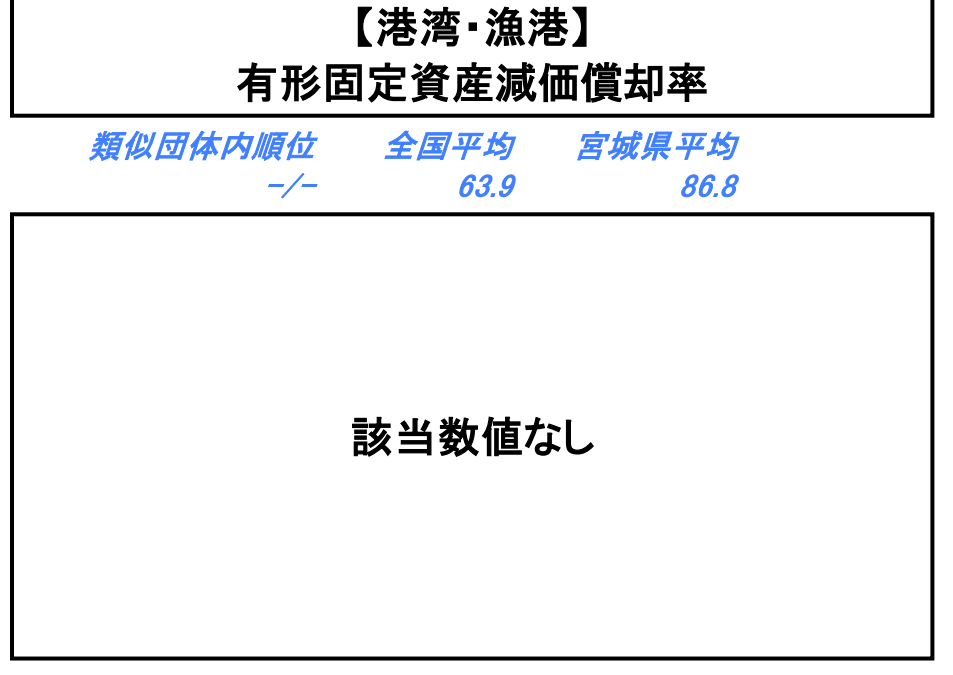 【港湾・漁港】
有形固定資産減価償却率
類似団体内順位 全国平均 宮城県平均
-/- 63.9 86.8
該当数値なし